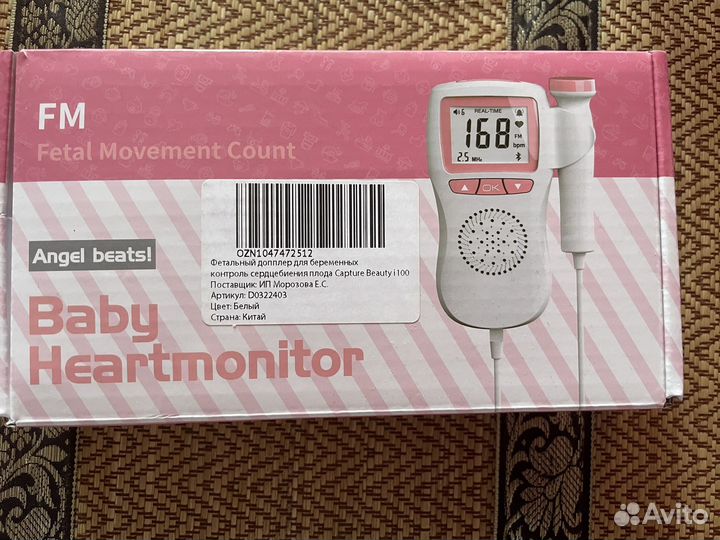 FM
Fetal Movement Count
Angel beats!
Baby
Heartmonitor
OZN1047472512
Фетальный допплер для беременных
контроль сердцебиения плода Capture Beauty i100
Поставщик: ИП Морозова Е.С.
Артикул: D0322403
Цвет: Белый
Страна: Китай
6 REAL-TIME
168
FM
bpm
2.5 MHz
OK
Avito